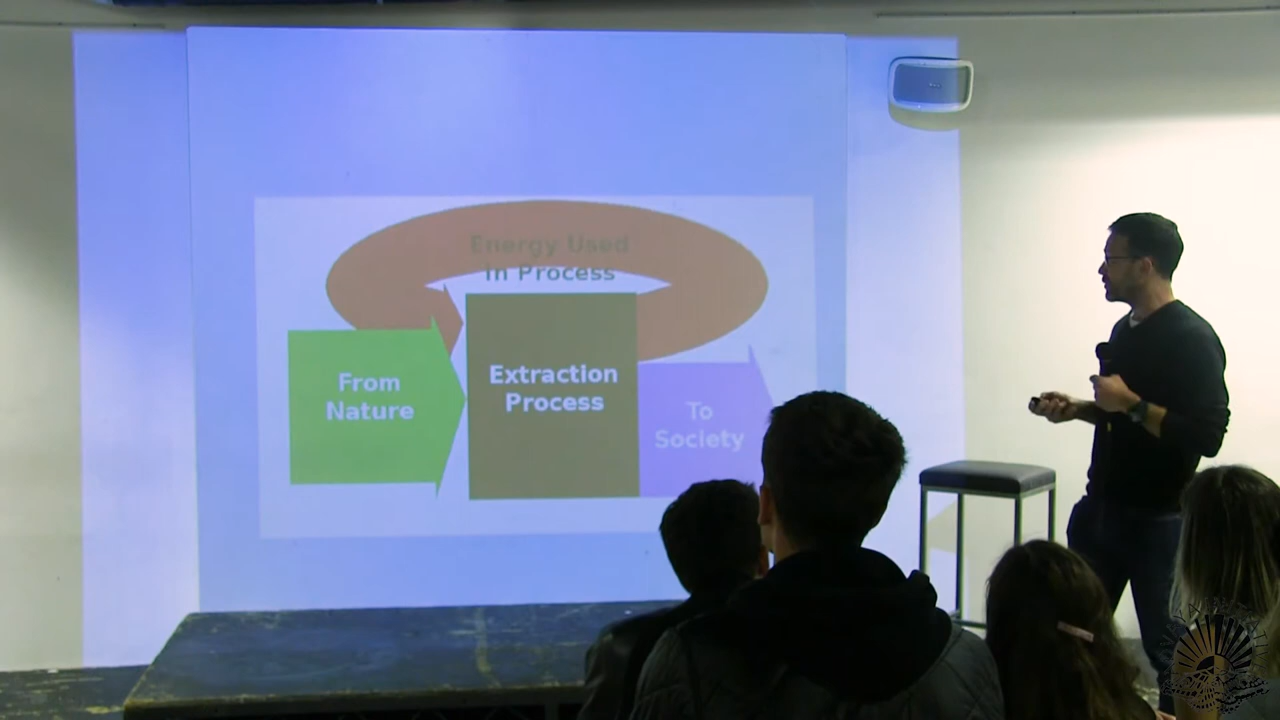 Energy Used
in Process
From
Nature
Extraction
Process
To
Society